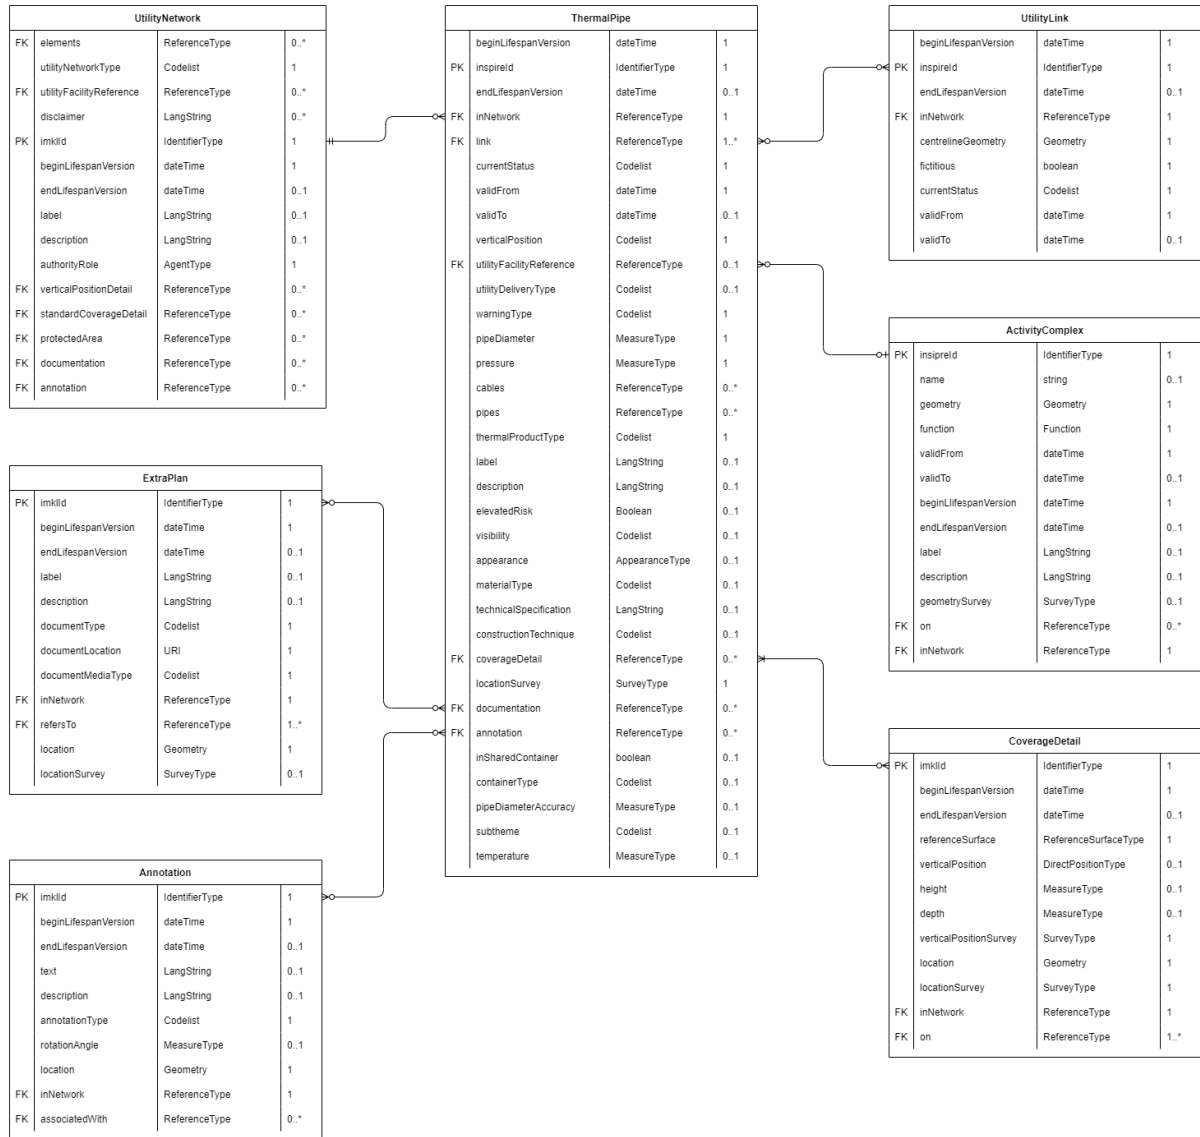 UtilityNetwork
FK elements ReferenceType 0..*
utilityNetworkType Codelist 1
FK utilityFacilityReference ReferenceType 0..*
disclaimer LangString 0..*
PK imklId IdentifierType 1
beginLifespanVersion dateTime 1
endLifespanVersion dateTime 0..1
label LangString 0..1
description LangString 0..1
authorityRole AgentType 1
FK verticalPositionDetail ReferenceType 0..*
FK standardCoverageDetail ReferenceType 0..*
FK protectedArea ReferenceType 0..*
FK documentation ReferenceType 0..*
FK annotation ReferenceType 0..*
ExtraPlan
PK imklId IdentifierType 1
beginLifespanVersion dateTime 1
endLifespanVersion dateTime 0..1
label LangString 0..1
description LangString 0..1
documentType Codelist 1
documentLocation URI 1
documentMediaType Codelist 1
FK inNetwork ReferenceType 1
FK refersTo ReferenceType 1..*
location Geometry 1
locationSurvey SurveyType 0..1
Annotation
PK imklId IdentifierType 1
beginLifespanVersion dateTime 1
endLifespanVersion dateTime 0..1
text LangString 0..1
description LangString 0..1
annotationType Codelist 1
rotationAngle MeasureType 0..1
location Geometry 1
FK inNetwork ReferenceType 1
FK associatedWith ReferenceType 0..*
ThermalPipe
beginLifespanVersion dateTime 1
PK inspireId IdentifierType 1
endLifespanVersion dateTime 0..1
FK inNetwork ReferenceType 1
FK link ReferenceType 1..*
currentStatus Codelist 1
validFrom dateTime 1
validTo dateTime 0..1
verticalPosition Codelist 1
FK utilityFacilityReference ReferenceType 0..1
utilityDeliveryType Codelist 0..1
warningType Codelist 1
pipeDiameter MeasureType 1
pressure MeasureType 1
cables ReferenceType 0..*
pipes ReferenceType 0..*
thermalProductType Codelist 1
label LangString 0..1
description LangString 0..1
elevatedRisk Boolean 0..1
visibility Codelist 0..1
appearance AppearanceType 0..1
materialType Codelist 0..1
technicalSpecification LangString 0..1
constructionTechnique Codelist 0..1
FK coverageDetail ReferenceType 0..*
locationSurvey SurveyType 1
FK documentation ReferenceType 0..*
FK annotation ReferenceType 0..*
inSharedContainer boolean 0..1
containerType Codelist 0..1
pipeDiameterAccuracy MeasureType 0..1
subtheme Codelist 0..1
temperature MeasureType 0..1
UtilityLink
beginLifespanVersion dateTime 1
PK inspireId IdentifierType 1
endLifespanVersion dateTime 0..1
FK inNetwork ReferenceType 1
centrelineGeometry Geometry 1
fictitious boolean 1
currentStatus Codelist 1
validFrom dateTime 1
validTo dateTime 0..1
ActivityComplex
PK insipreId IdentifierType 1
name string 0..1
geometry Geometry 1
function Function 1
validFrom dateTime 1
validTo dateTime 0..1
beginLlifespanVersion dateTime 1
endLifespanVersion dateTime 0..1
label LangString 0..1
description LangString 0..1
geometrySurvey SurveyType 0..1
FK on ReferenceType 0..*
FK inNetwork ReferenceType 1
CoverageDetail
PK imklId IdentifierType 1
beginLifespanVersion dateTime 1
endLifespanVersion dateTime 0..1
referenceSurface ReferenceSurfaceType 1
verticalPosition DirectPositionType 0..1
height MeasureType 0..1
depth MeasureType 0..1
verticalPositionSurvey SurveyType 1
location Geometry 1
locationSurvey SurveyType 1
FK inNetwork ReferenceType 1
FK on ReferenceType 1..*